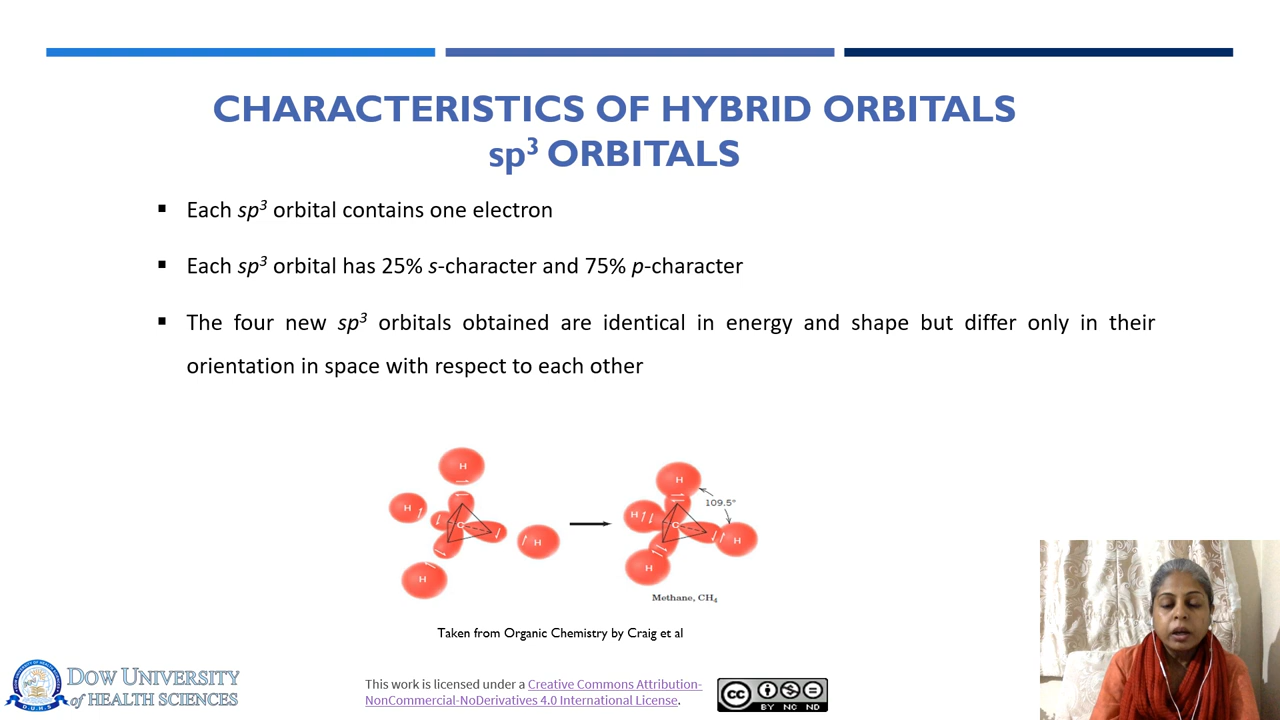 CHARACTERISTICS OF HYBRID ORBITALS
sp³ ORBITALS
▪ Each sp³ orbital contains one electron
▪ Each sp³ orbital has 25% s-character and 75% p-character
▪ The four new sp³ orbitals obtained are identical in energy and shape but differ only in their
orientation in space with respect to each other
H
H
C
H
H
H
109.5°
H
C
H
H
Methane, CH₄
Taken from Organic Chemistry by Craig et al
DOW UNIVERSITY
of HEALTH SCIENCES
This work is licensed under a Creative Commons Attribution-
NonCommercial-NoDerivatives 4.0 International License.
cc
BY NC ND